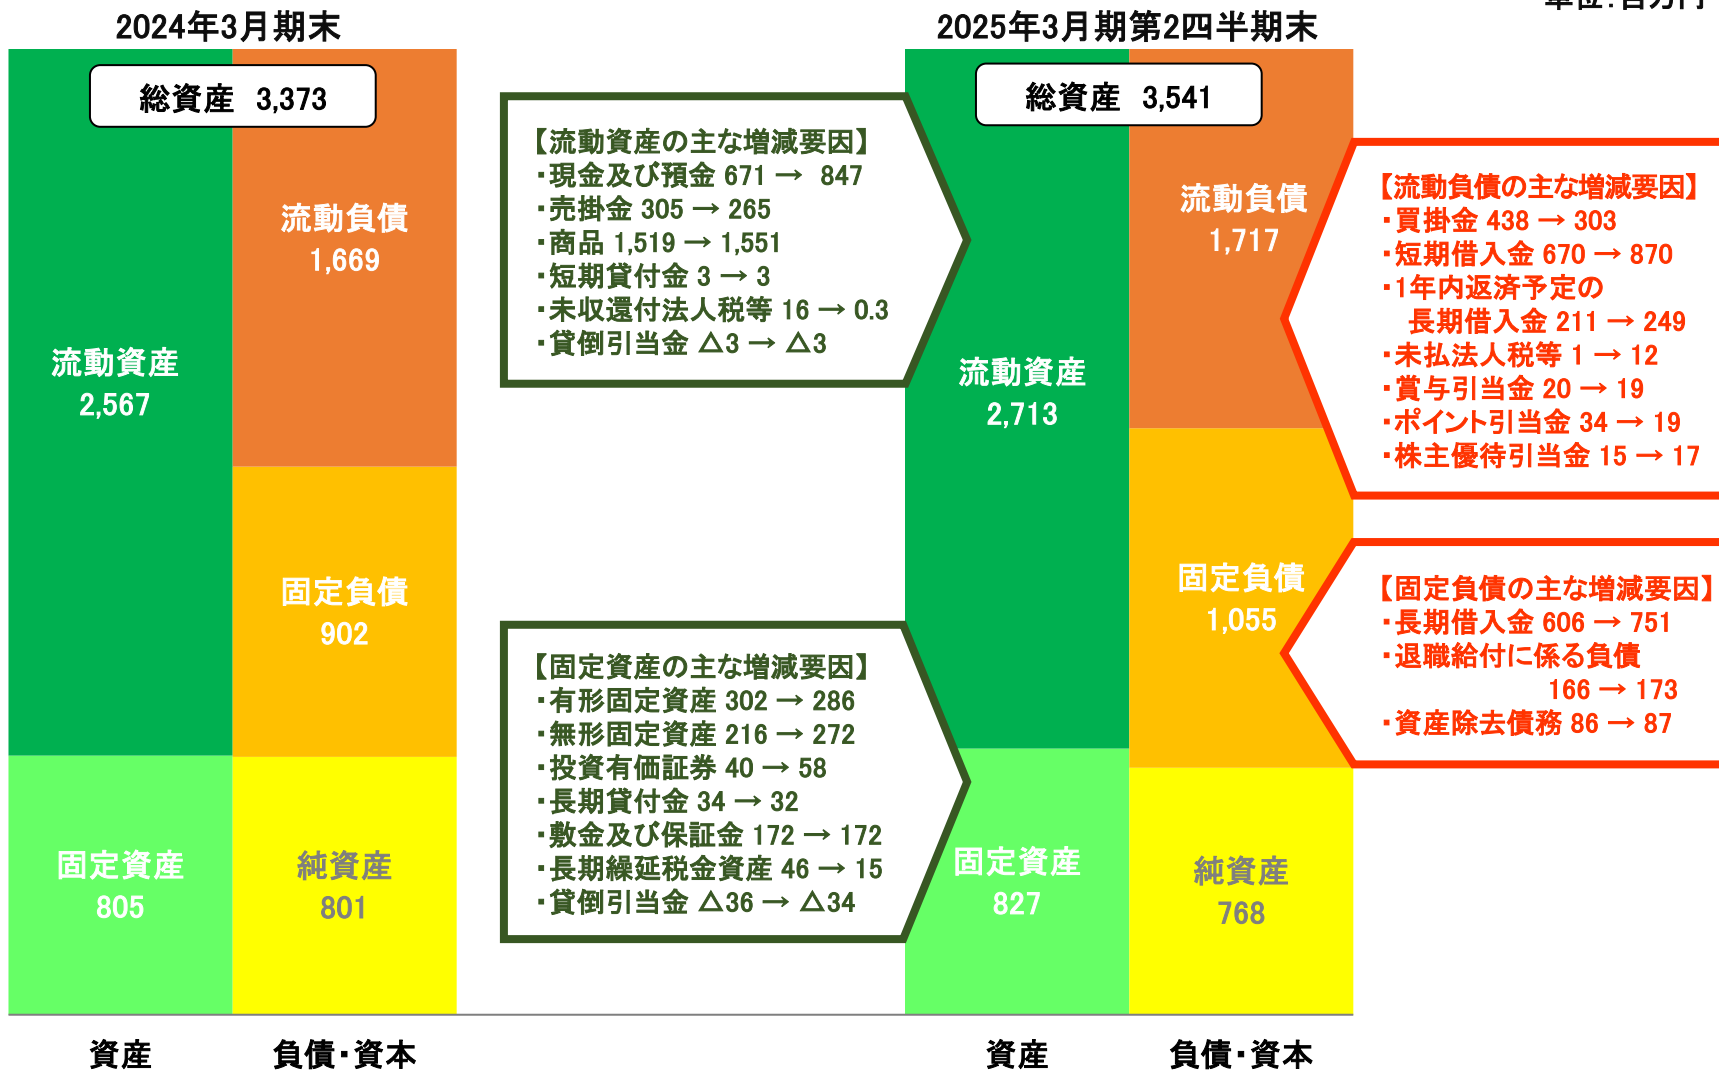 単位：百万円
2024年3月期末
総資産 3,373
流動資産
2,567
流動負債
1,669
固定負債
902
固定資産
805
純資産
801
資産
負債・資本
【流動資産の主な増減要因】
・現金及び預金 671 → 847
・売掛金 305 → 265
・商品 1,519 → 1,551
・短期貸付金 3 → 3
・未収還付法人税等 16 → 0.3
・貸倒引当金 △3 → △3
【固定資産の主な増減要因】
・有形固定資産 302 → 286
・無形固定資産 216 → 272
・投資有価証券 40 → 58
・長期貸付金 34 → 32
・敷金及び保証金 172 → 172
・長期繰延税金資産 46 → 15
・貸倒引当金 △36 → △34
2025年3月期第2四半期末
総資産 3,541
流動資産
2,713
流動負債
1,717
固定負債
1,055
固定資産
827
純資産
768
資産
負債・資本
【流動負債の主な増減要因】
・買掛金 438 → 303
・短期借入金 670 → 870
・1年内返済予定の
長期借入金 211 → 249
・未払法人税等 1 → 12
・賞与引当金 20 → 19
・ポイント引当金 34 → 19
・株主優待引当金 15 → 17
【固定負債の主な増減要因】
・長期借入金 606 → 751
・退職給付に係る負債
166 → 173
・資産除去債務 86 → 87